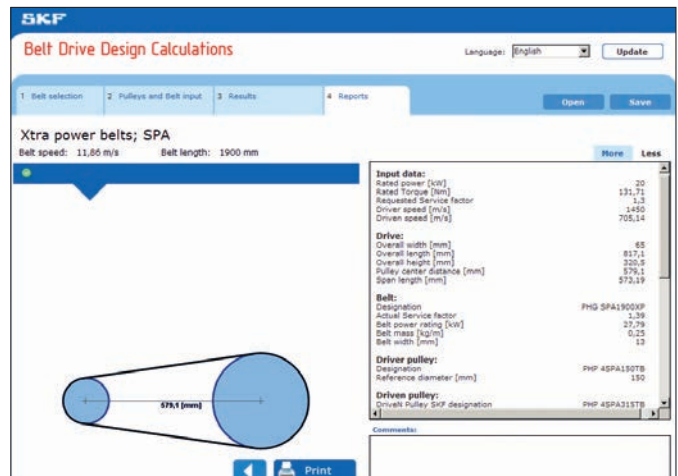 SKF
Belt Drive Design Calculations
Language: English Update
1 Belt selection 2 Pulleys and Belt input 3 Results 4 Reports
Open Save
Xtra power belts; SPA
Belt speed: 11,86 m/s Belt length: 1900 mm
More Less
Input data:
Rated power [kW] 20
Rated Torque [Nm] 131,71
Requested Service factor 1,3
Driver speed [m/s] 1450
Driven speed [m/s] 705,14
Drive:
Overall width [mm] 65
Overall length [mm] 817,1
Overall height [mm] 320,5
Pulley center distance [mm] 579,1
Span length [mm] 573,19
Belt:
Designation PHG SPA1900XP
Actual Service factor 1,39
Belt power rating [kW] 27,79
Belt mass [kg/m] 0,25
Belt width [mm] 13
Driver pulley:
Designation PHP 4SPA150TB
Reference diameter [mm] 150
Driven pulley:
DriveN Pulley SKF designation PHP 4SPA315TB
579,1 [mm]
Comments:
Print